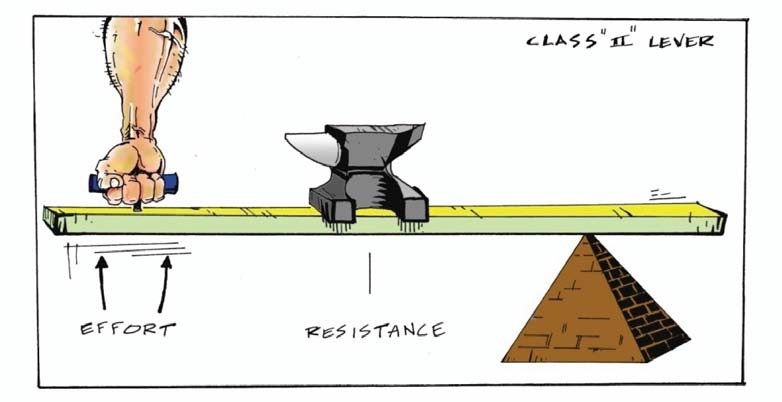 CLASS "II" LEVER
EFFORT
RESISTANCE